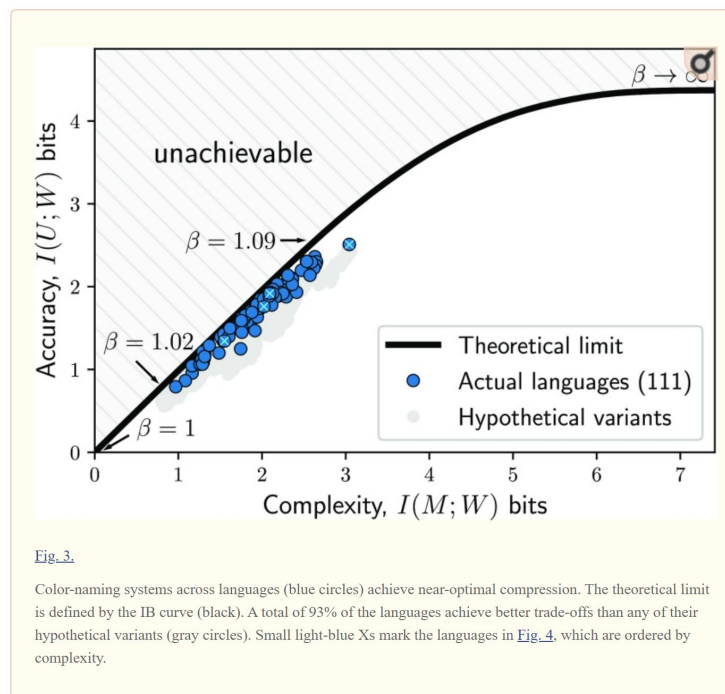 β → ∞
4
unachievable
3
β = 1.09
2
β = 1.02
1
β = 1
0
Accuracy, I(U;W) bits
Theoretical limit
Actual languages (111)
Hypothetical variants
0 1 2 3 4 5 6 7
Complexity, I(M;W) bits
Fig. 3.
Color-naming systems across languages (blue circles) achieve near-optimal compression. The theoretical limit
is defined by the IB curve (black). A total of 93% of the languages achieve better trade-offs than any of their
hypothetical variants (gray circles). Small light-blue Xs mark the languages in Fig. 4, which are ordered by
complexity.